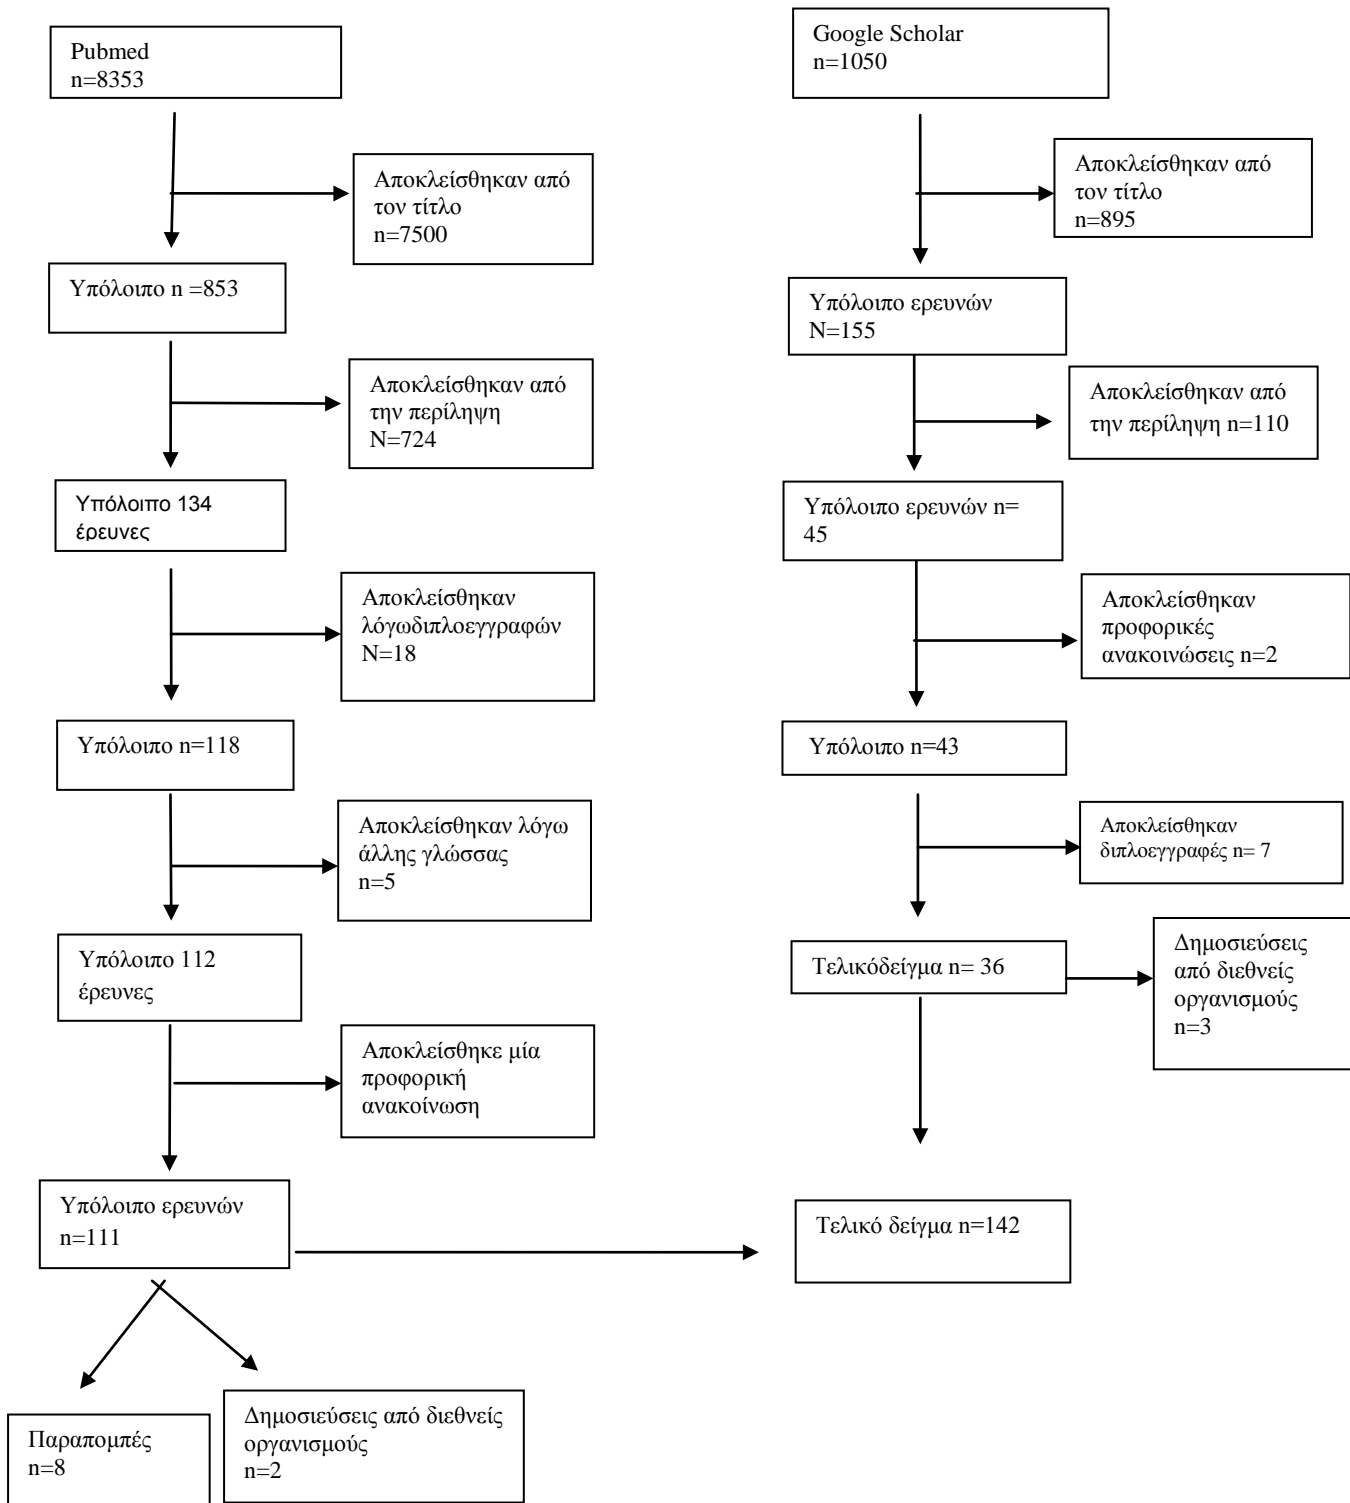 Pubmed
n=8353
Αποκλείσθηκαν από
τον τίτλο
n=7500
Υπόλοιπο n =853
Αποκλείσθηκαν από
την περίληψη
N=724
Υπόλοιπο 134
έρευνες
Αποκλείσθηκαν
λόγωδιπλοεγγραφών
N=18
Υπόλοιπο n=118
Αποκλείσθηκαν λόγω
άλλης γλώσσας
n=5
Υπόλοιπο 112
έρευνες
Αποκλείσθηκε μία
προφορική
ανακοίνωση
Υπόλοιπο ερευνών
n=111
Παραπομπές
n=8
Δημοσιεύσεις από διεθνείς
οργανισμούς
n=2
Google Scholar
n=1050
Αποκλείσθηκαν από
τον τίτλο
n=895
Υπόλοιπο ερευνών
N=155
Αποκλείσθηκαν από
την περίληψη n=110
Υπόλοιπο ερευνών n=
45
Αποκλείσθηκαν
προφορικές
ανακοινώσεις n=2
Υπόλοιπο n=43
Αποκλείσθηκαν
διπλοεγγραφές n= 7
Τελικόδείγμα n= 36
Δημοσιεύσεις
από διεθνείς
οργανισμούς
n=3
Τελικό δείγμα n=142